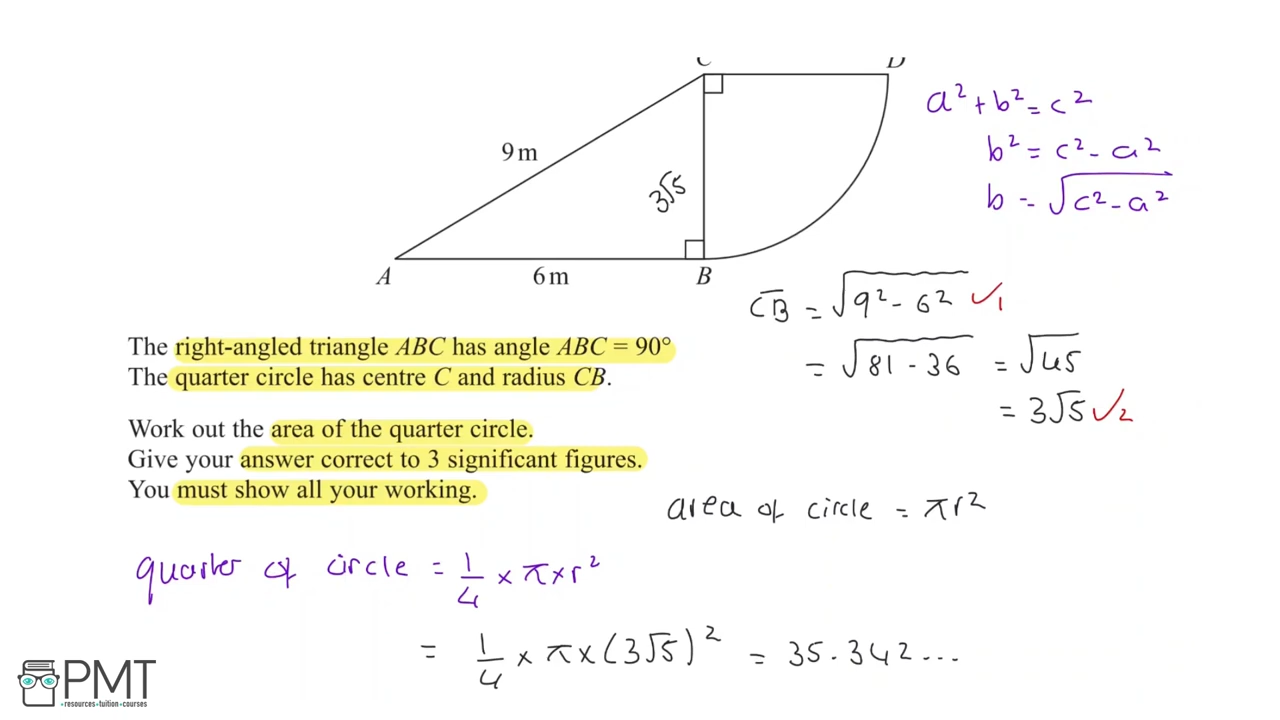 C D
a² + b² = c²
9 m
b² = c² - a²
3√5
b = √c² - a²
A 6 m B
C̅B̅ = √9² - 6² ✓1
The right-angled triangle ABC has angle ABC = 90°
= √81 - 36 = √45
The quarter circle has centre C and radius CB.
= 3√5 ✓2
Work out the area of the quarter circle.
Give your answer correct to 3 significant figures.
You must show all your working.
area of circle = πr²
quarter of circle = 1/4 × π × r²
= 1/4 × π × (3√5)² = 35.342...
PMT
•resources•tuition•courses